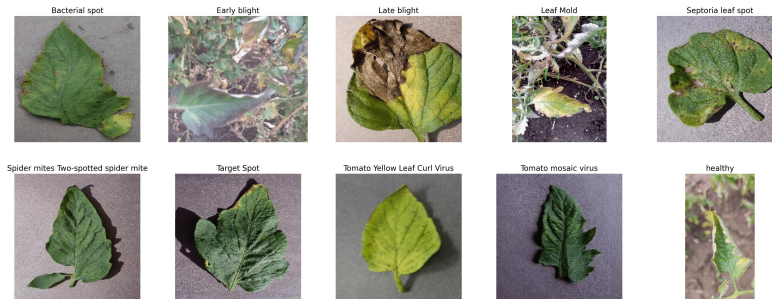 Bacterial spot
Early blight
Late blight
Leaf Mold
Septoria leaf spot
Spider mites Two-spotted spider mite
Target Spot
Tomato Yellow Leaf Curl Virus
Tomato mosaic virus
healthy